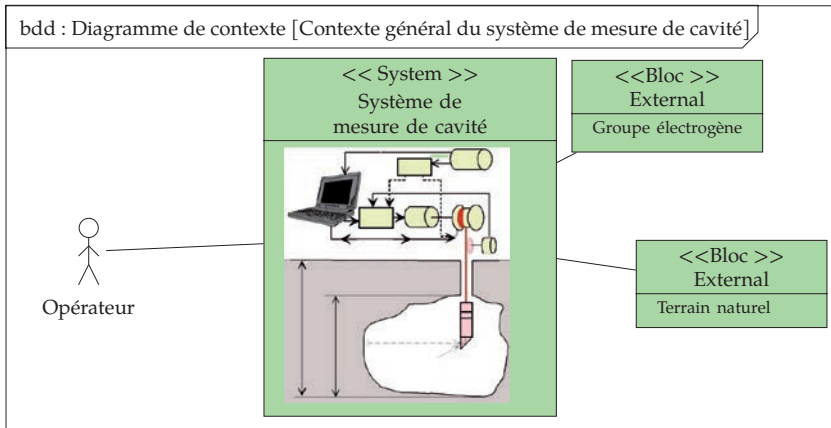 bdd : Diagramme de contexte [Contexte général du système de mesure de cavité]
<< System >>
Système de
mesure de cavité
<<Bloc >>
External
Groupe électrogène
Opérateur
<<Bloc >>
External
Terrain naturel